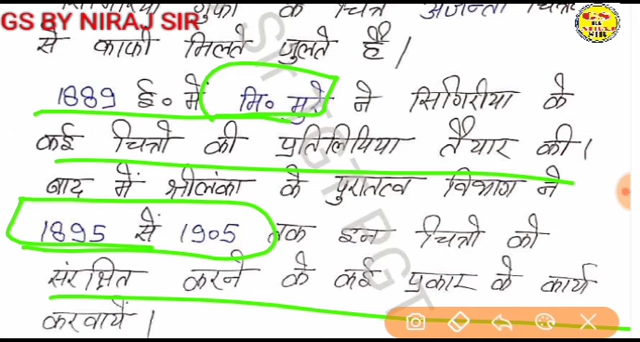 GS BY NIRAJ SIR
सिगिरिया गुफा के चित्र अजन्ता
से काफी मिलते जुलते है।
1889 ई० में मि० मुरे ने सिगिरीया के
कई चित्रो की प्रतिलिपिया तैयार की।
बाद में श्रीलंका के पुरातत्व विभाग ने
1895 से 1905 तक इन चित्रो को
संरक्षित करने के कई प्रकार के कार्य
करवायें।